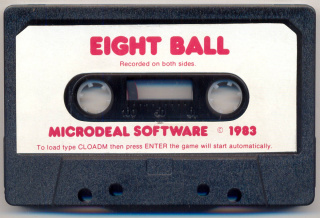 EIGHT BALL
Recorded on both sides.
MICRODEAL SOFTWARE © 1983
To load type CLOADM then press ENTER the game will start automatically.